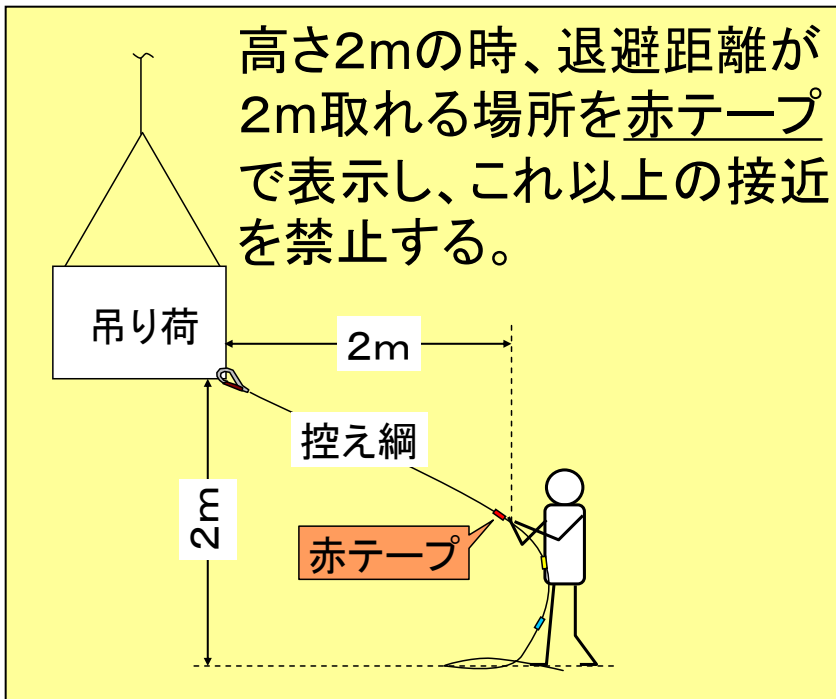 高さ2mの時、退避距離が
2m取れる場所を赤テープ
で表示し、これ以上の接近
を禁止する。
吊り荷
2m
控え綱
2m
赤テープ